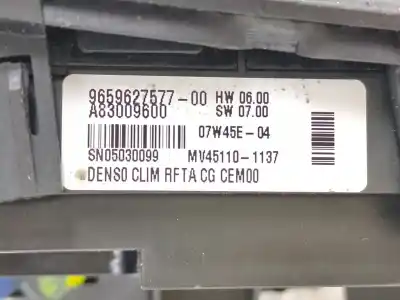 9659627577-00 HW 06.00
A83009600 SW 07.00
07W45E-04
SN05030099 MV45110-1137
DENSO CLIM RFTA CG CEM00